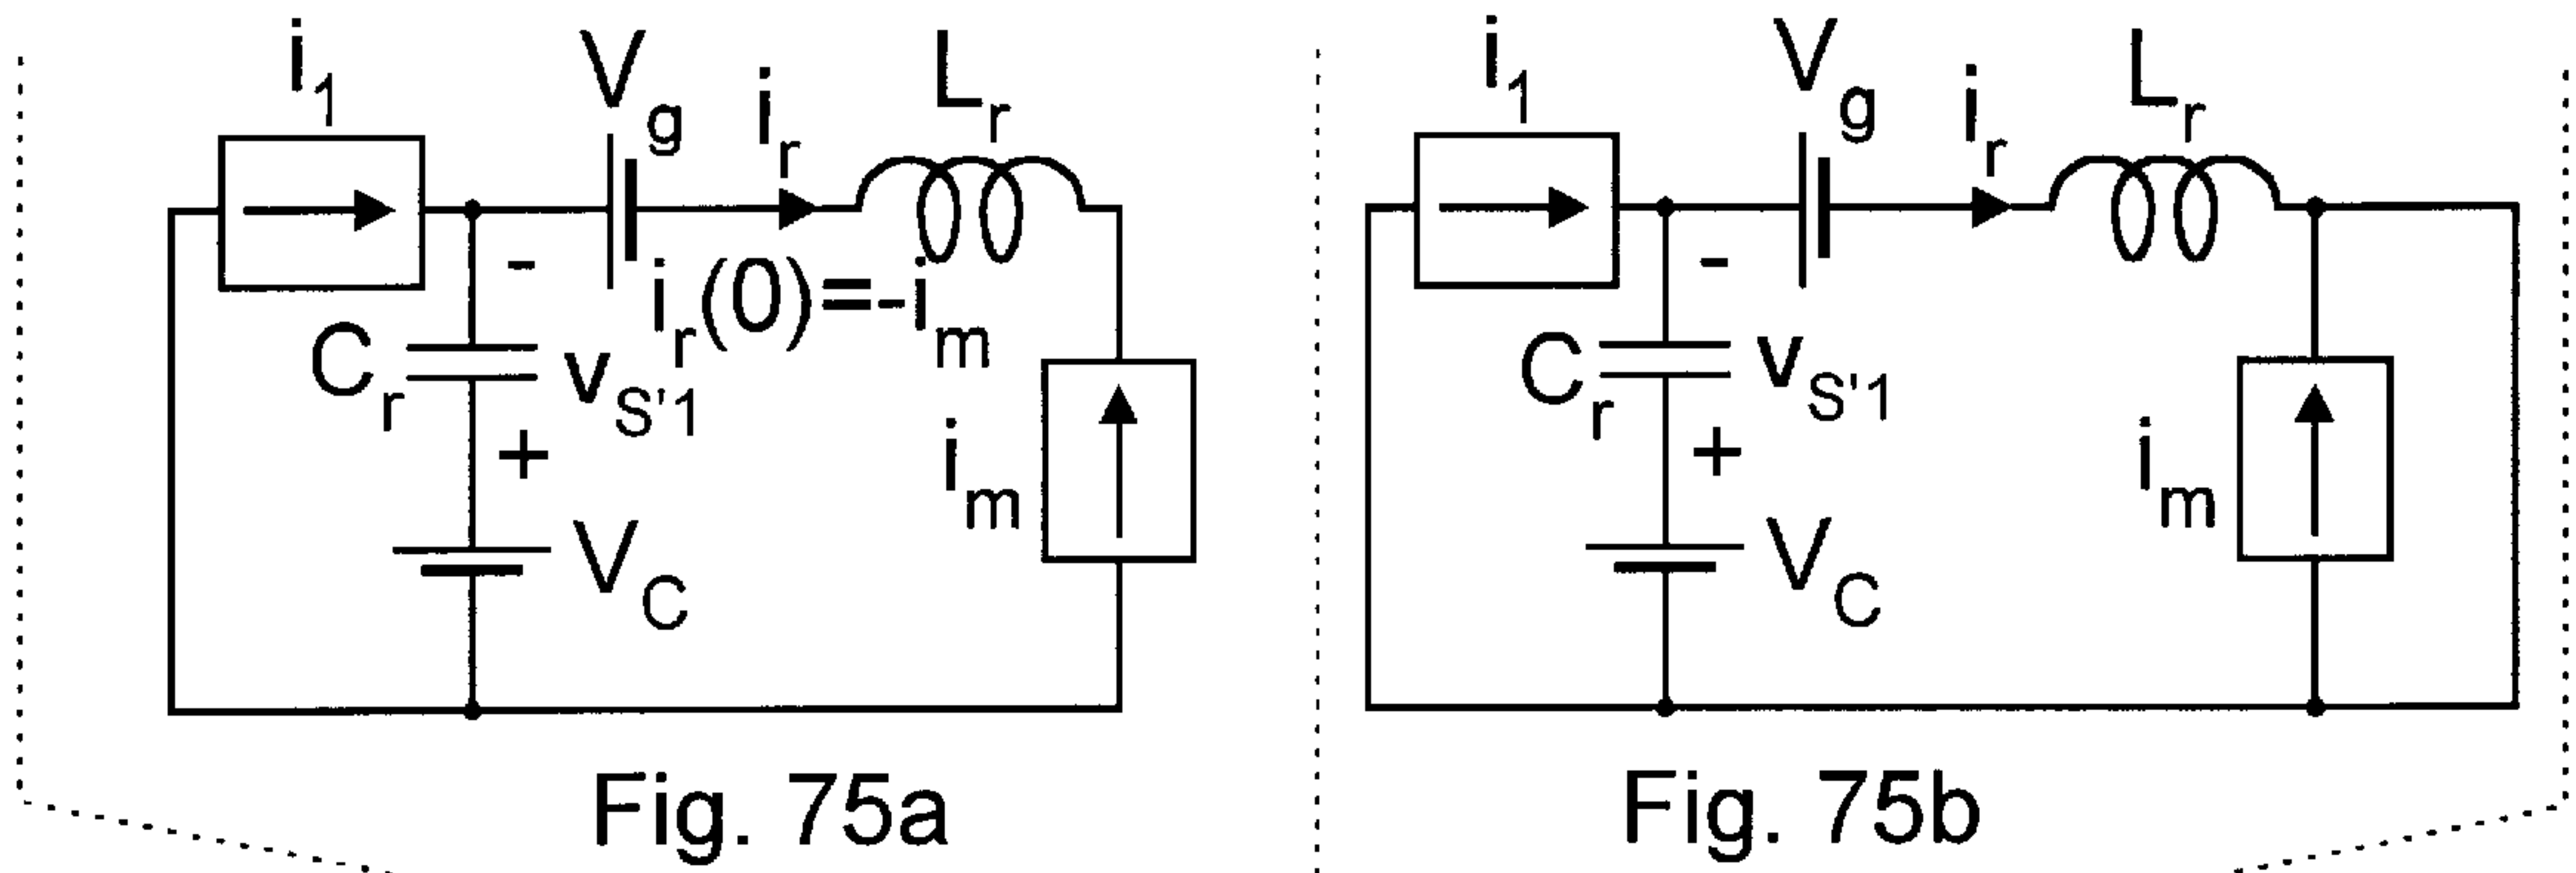 i1
Vg
ir
Lr
-
ir(0)=-im
Cr
vS'1
+
im
VC
Fig. 75a
i1
Vg
ir
Lr
-
Cr
vS'1
+
im
VC
Fig. 75b